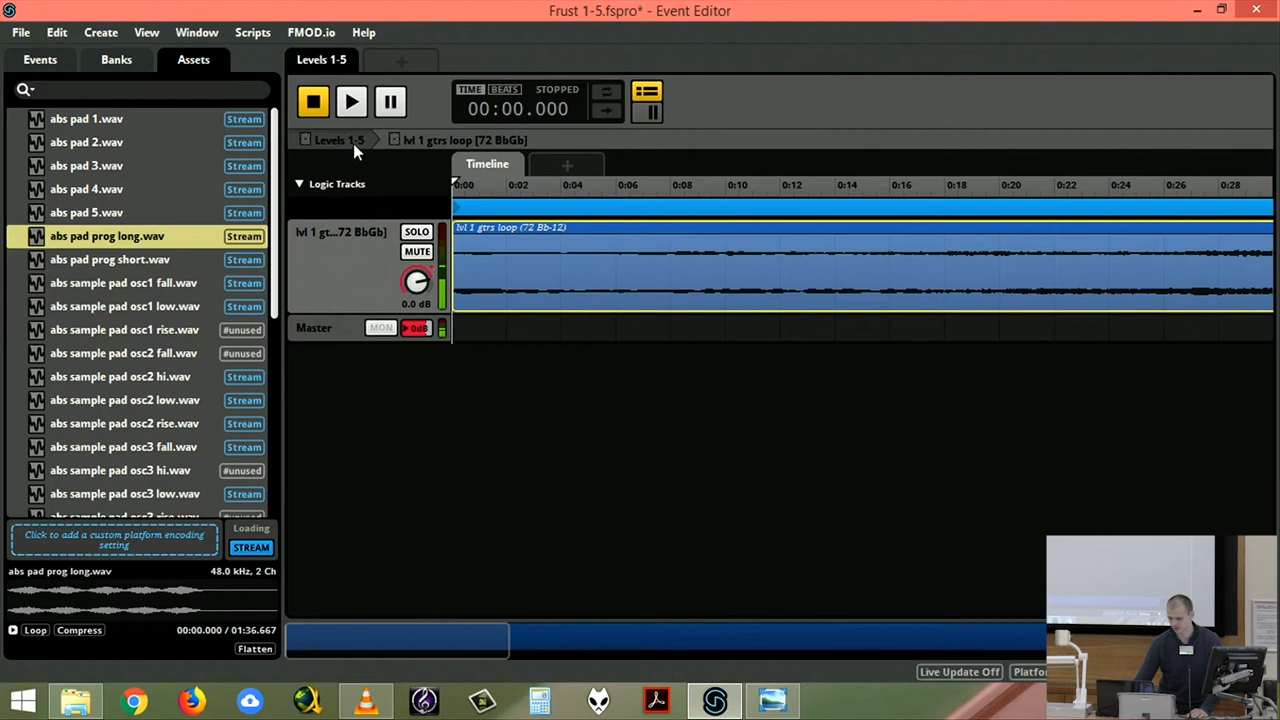 Frust 1-5.fspro* - Event Editor
File Edit Create View Window Scripts FMOD.io Help
Events Banks Assets
Levels 1-5 +
TIME BEATS STOPPED
00:00.000
Levels 1-5 lvl 1 gtrs loop [72 BbGb]
Timeline +
Logic Tracks
0:00 0:02 0:04 0:06 0:08 0:10 0:12 0:14 0:16 0:18 0:20 0:22 0:24 0:26 0:28
lvl 1 gt...72 BbGb] SOLO
MUTE
0.0 dB
lvl 1 gtrs loop (72 Bb-12)
Master MON 0dB
abs pad 1.wav Stream
abs pad 2.wav Stream
abs pad 3.wav Stream
abs pad 4.wav Stream
abs pad 5.wav Stream
abs pad prog long.wav Stream
abs pad prog short.wav Stream
abs sample pad osc1 fall.wav Stream
abs sample pad osc1 low.wav Stream
abs sample pad osc1 rise.wav #unused
abs sample pad osc2 fall.wav #unused
abs sample pad osc2 hi.wav Stream
abs sample pad osc2 low.wav Stream
abs sample pad osc2 rise.wav Stream
abs sample pad osc3 fall.wav Stream
abs sample pad osc3 hi.wav #unused
abs sample pad osc3 low.wav Stream
abs sample pad osc3 rise.wav #unused
Click to add a custom platform encoding
setting
Loading
STREAM
abs pad prog long.wav 48.0 kHz, 2 Ch
Loop Compress 00:00.000 / 01:36.667
Flatten
Live Update Off Platfo